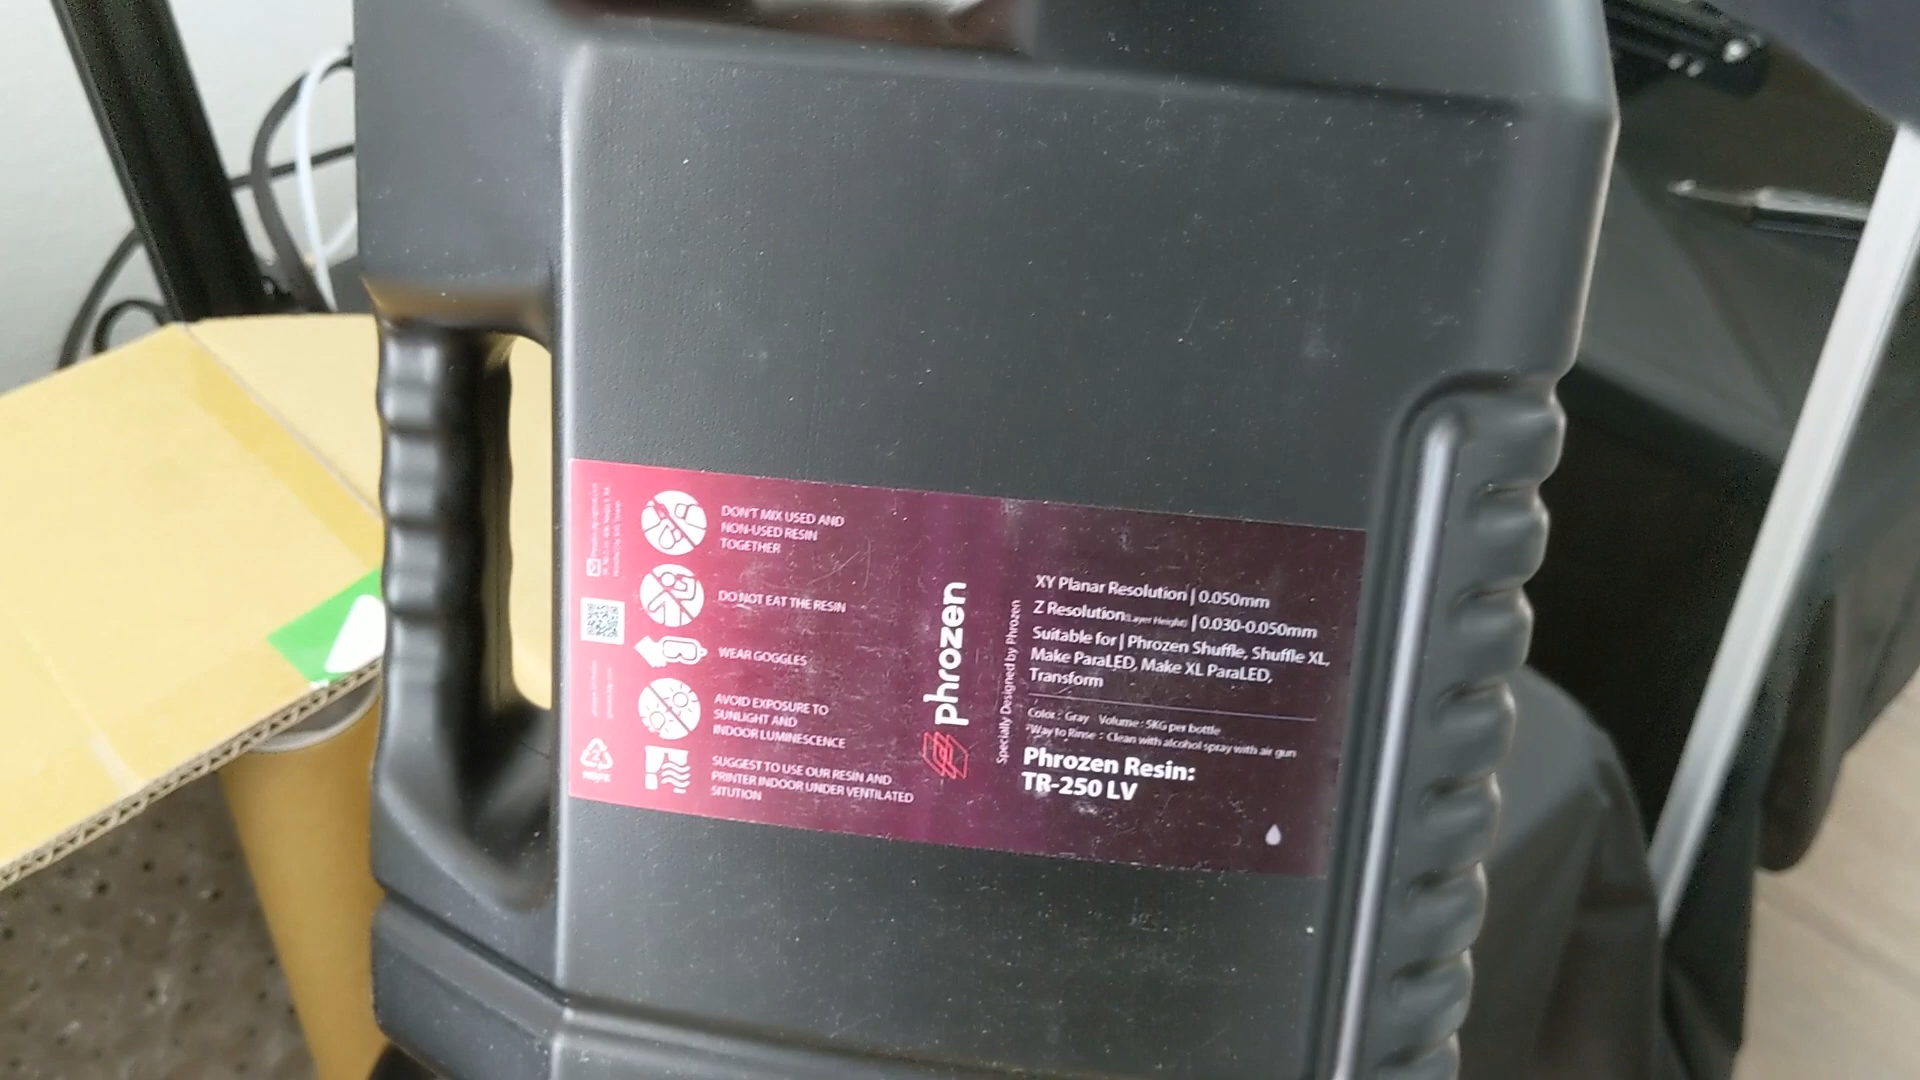 DON'T MIX USED AND
NON-USED RESIN
TOGETHER
DO NOT EAT THE RESIN
WEAR GOGGLES
AVOID EXPOSURE TO
SUNLIGHT AND
INDOOR LUMINESCENCE
SUGGEST TO USE OUR RESIN AND
PRINTER INDOOR UNDER VENTILATED
SITUTION
2
HDPE
phrozen
Specially Designed by Phrozen
XY Planar Resolution | 0.050mm
Z Resolution(Layer Height) | 0.030-0.050mm
Suitable for | Phrozen Shuffle, Shuffle XL,
Make ParaLED, Make XL ParaLED,
Transform
Color : Gray Volume : 5KG per bottle
*Way to Rinse : Clean with alcohol spray with air gun
Phrozen Resin:
TR-250 LV